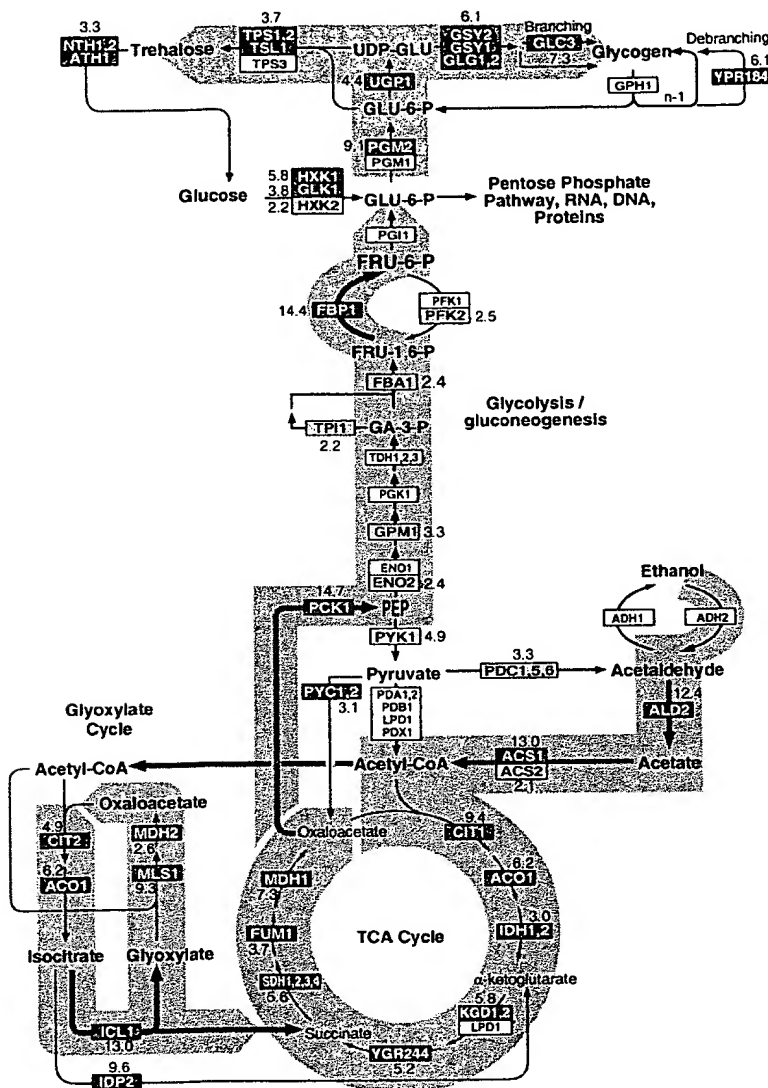 3.3
NTH1,2
ATH1
Trehalose
3.7
TPS1,2
TSL1
TPS3
UDP-GLU
6.1
GSY2
GSY1
GLG1,2
Branching
GLC3
7.3
Glycogen
Debranching
6.1
YPR184
GPH1
n-1
4.4
UGP1
GLU-6-P
9.1
PGM2
PGM1
Glucose
5.8 HXK1
3.8 GLK1
2.2 HXK2
GLU-6-P
Pentose Phosphate
Pathway, RNA, DNA,
Proteins
PGI1
FRU-6-P
14.4
FBP1
PFK1
PFK2
2.5
FRU-1,6-P
FBA1
2.4
TPI1
2.2
GA-3-P
Glycolysis /
gluconeogenesis
TDH1,2,3
PGK1
GPM1
3.3
ENO1
ENO2
2.4
14.7
PCK1
PEP
PYK1
4.9
Ethanol
ADH1
ADH2
Pyruvate
3.3
PDC1,5,6
Acetaldehyde
PYC1,2
3.1
PDA1,2
PDB1
LPD1
PDX1
12.4
ALD2
Glyoxylate
Cycle
Acetyl-CoA
Acetyl-CoA
13.0
ACS1
ACS2
2.1
Acetate
Oxaloacetate
4.9
CIT2
MDH2
2.6
6.2
ACO1
MLS1
9.3
Isocitrate
Glyoxylate
ICL1
13.0
9.6
IDP2
Oxaloacetate
9.4
CIT1
MDH1
7.3
6.2
ACO1
FUM1
3.7
TCA Cycle
3.0
IDH1,2
SDH1,2,3,4
5.6
α-ketoglutarate
Succinate
5.8
KGD1,2
LPD1
YGR244
5.2